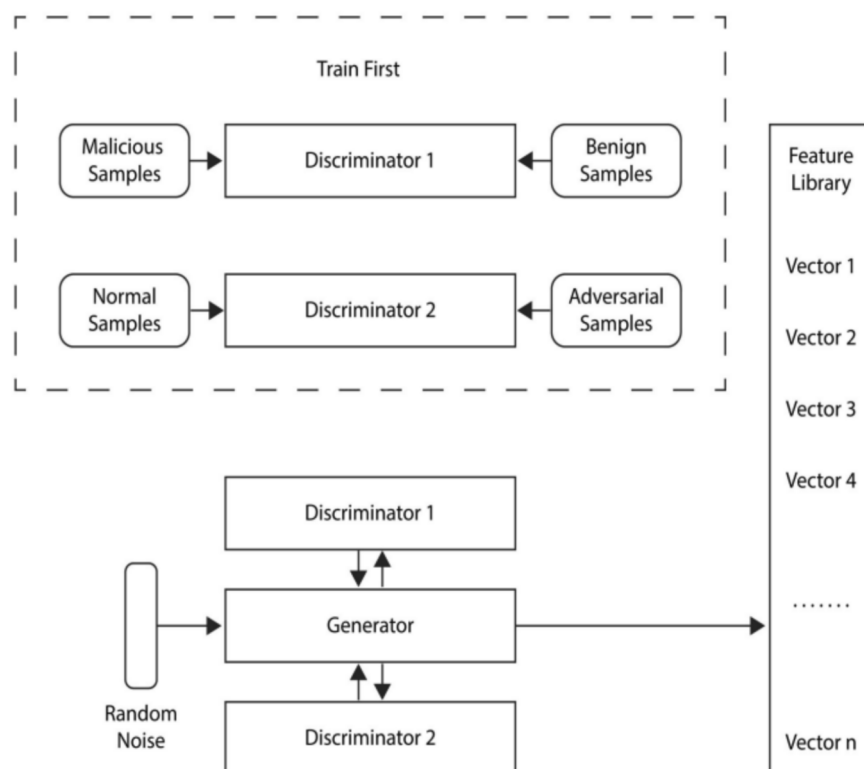 Train First
Malicious
Samples
Discriminator 1
Benign
Samples
Normal
Samples
Discriminator 2
Adversarial
Samples
Discriminator 1
Generator
Random
Noise
Discriminator 2
Feature
Library
Vector 1
Vector 2
Vector 3
Vector 4
.......
Vector n